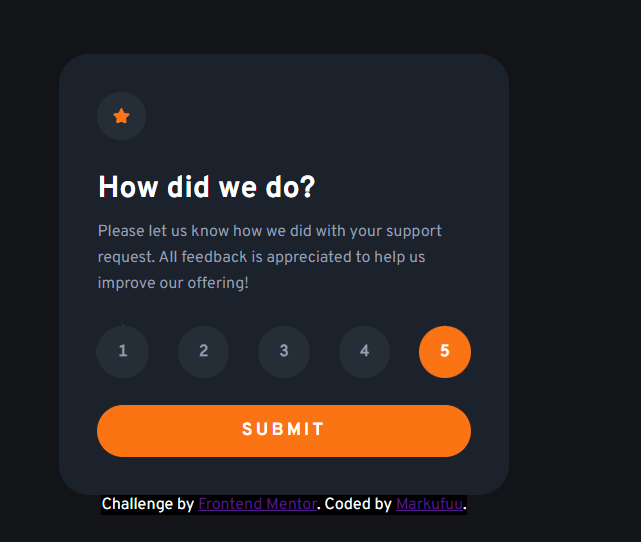 How did we do?
Please let us know how we did with your support
request. All feedback is appreciated to help us
improve our offering!
1 2 3 4 5
SUBMIT
Challenge by Frontend Mentor. Coded by Markufuu.